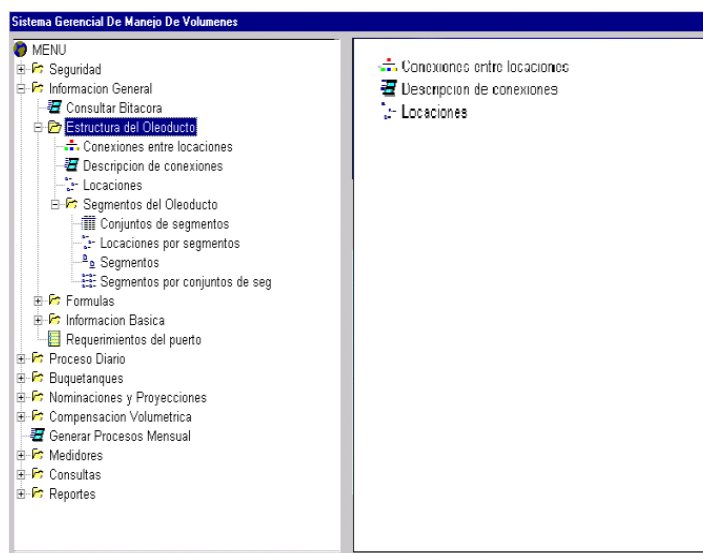 Sistema Gerencial De Manejo De Volumenes
MENU
Seguridad
Informacion General
Consultar Bitacora
Estructura del Oleoducto
Conexiones entre locaciones
Descripcion de conexiones
Locaciones
Segmentos del Oleoducto
Conjuntos de segmentos
Locaciones por segmentos
Segmentos
Segmentos por conjuntos de seg
Formulas
Informacion Basica
Requerimientos del puerto
Proceso Diario
Buquetanques
Nominaciones y Proyecciones
Compensacion Volumetrica
Generar Procesos Mensual
Medidores
Consultas
Reportes
Conexiones entre locaciones
Descripcion de conexiones
Locaciones